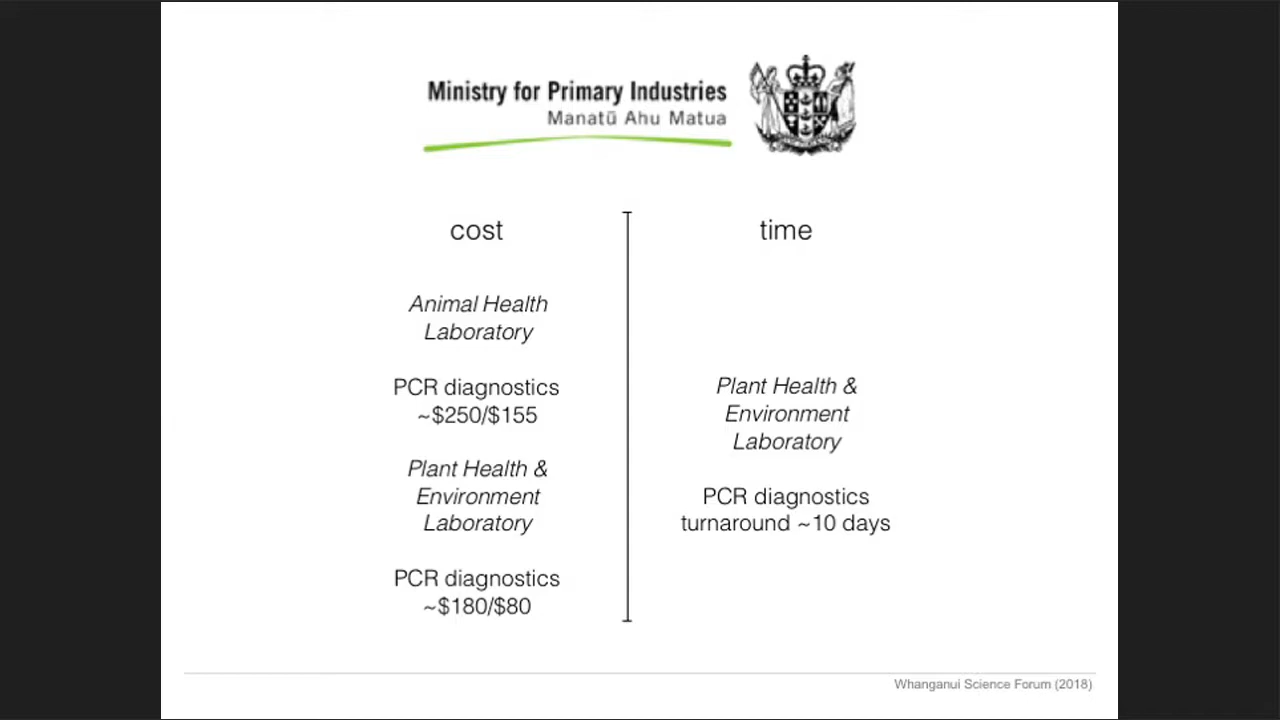 Ministry for Primary Industries
Manatū Ahu Matua
cost
Animal Health
Laboratory
PCR diagnostics
~$250/$155
Plant Health &
Environment
Laboratory
PCR diagnostics
~$180/$80
time
Plant Health &
Environment
Laboratory
PCR diagnostics
turnaround ~10 days
Whanganui Science Forum (2018)